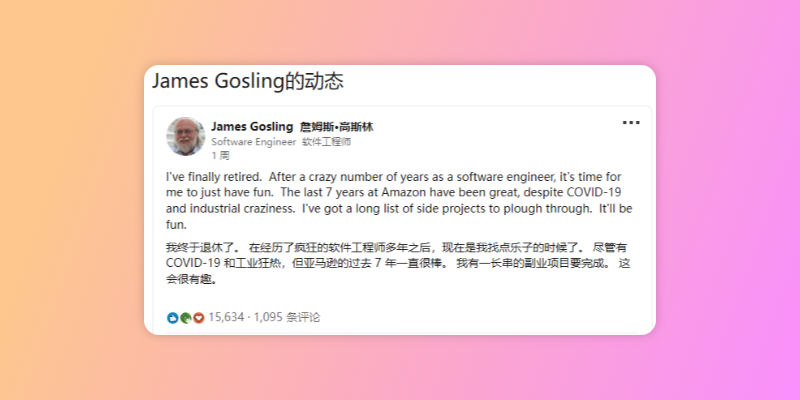 James Gosling的动态
James Gosling 詹姆斯•高斯林
Software Engineer 软件工程师
1 周
I've finally retired. After a crazy number of years as a software engineer, it's time for
me to just have fun. The last 7 years at Amazon have been great, despite COVID-19
and industrial craziness. I've got a long list of side projects to plough through. It'll be
fun.
我终于退休了。 在经历了疯狂的软件工程师多年之后，现在是我找点乐子的时候了。 尽管有
COVID-19 和工业狂热，但亚马逊的过去 7 年一直很棒。 我有一长串的副业项目要完成。 这
会很有趣。
15,634 · 1,095 条评论